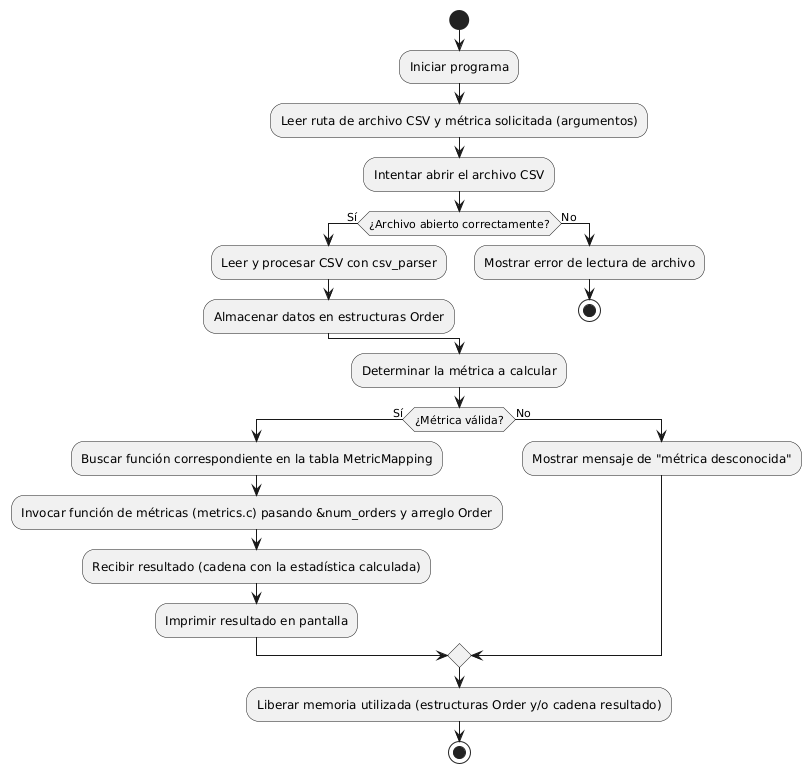 Iniciar programa
Leer ruta de archivo CSV y métrica solicitada (argumentos)
Intentar abrir el archivo CSV
¿Archivo abierto correctamente?
Sí
No
Leer y procesar CSV con csv_parser
Mostrar error de lectura de archivo
Almacenar datos en estructuras Order
Determinar la métrica a calcular
¿Métrica válida?
Sí
No
Buscar función correspondiente en la tabla MetricMapping
Mostrar mensaje de "métrica desconocida"
Invocar función de métricas (metrics.c) pasando &num_orders y arreglo Order
Recibir resultado (cadena con la estadística calculada)
Imprimir resultado en pantalla
Liberar memoria utilizada (estructuras Order y/o cadena resultado)